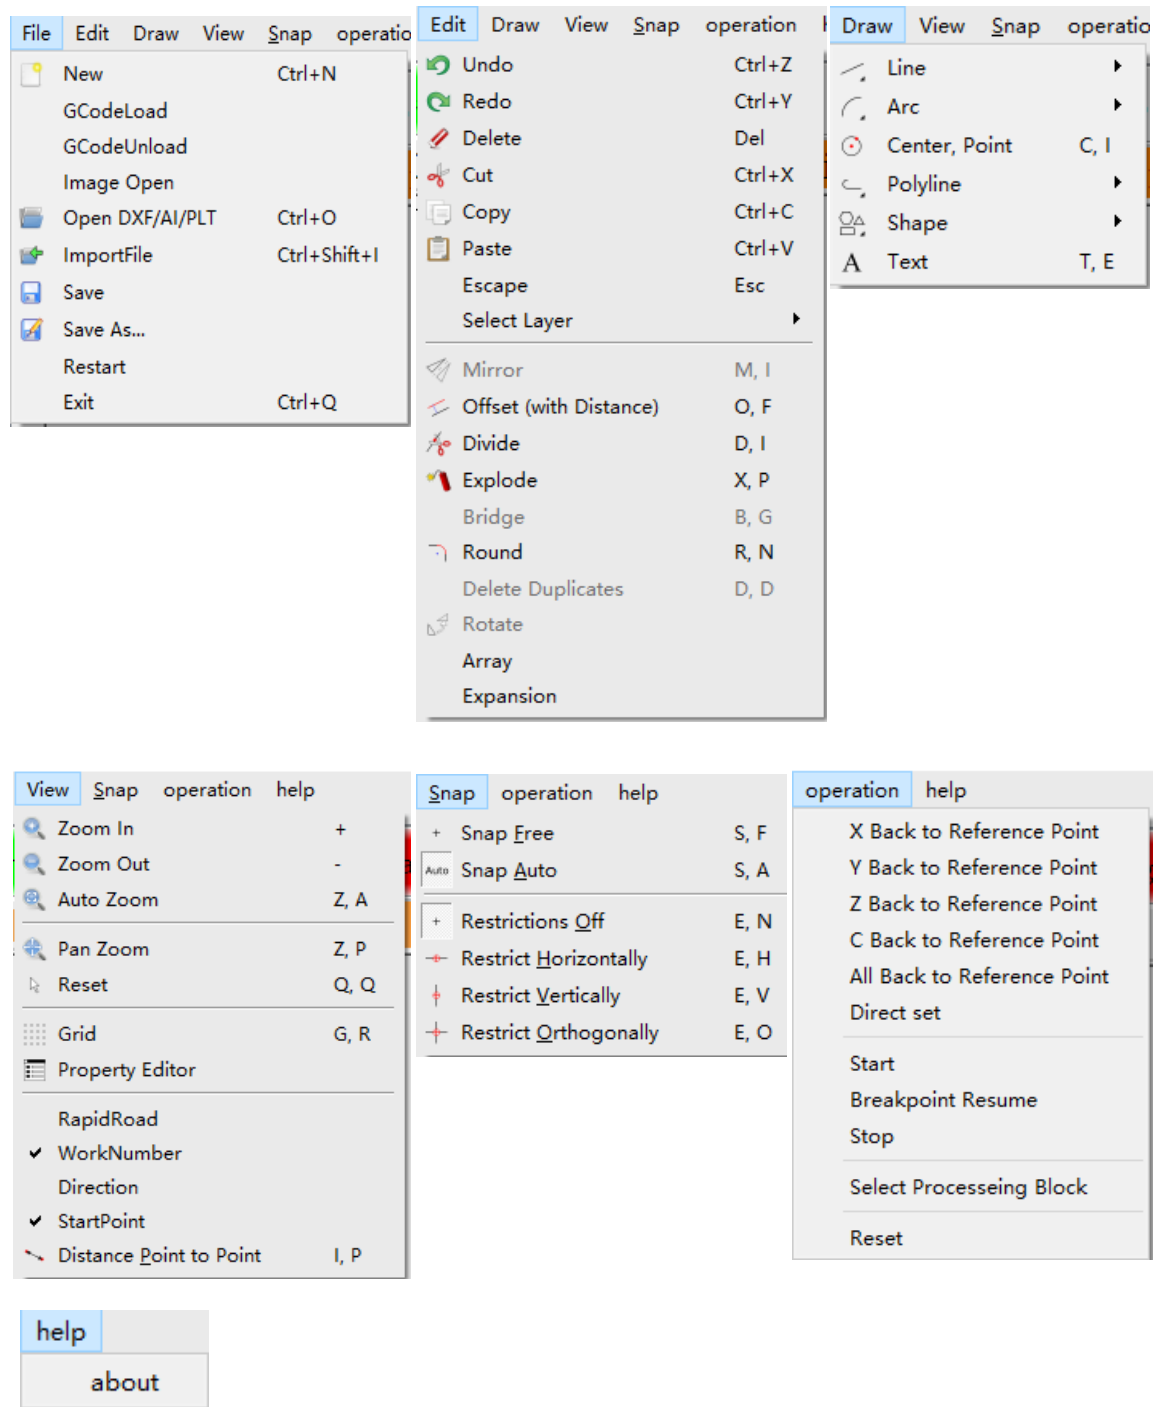 File Edit Draw View Snap operatio
New Ctrl+N
GCodeLoad
GCodeUnload
Image Open
Open DXF/AI/PLT Ctrl+O
ImportFile Ctrl+Shift+I
Save
Save As...
Restart
Exit Ctrl+Q
Edit Draw View Snap operation
Undo Ctrl+Z
Redo Ctrl+Y
Delete Del
Cut Ctrl+X
Copy Ctrl+C
Paste Ctrl+V
Escape Esc
Select Layer
Mirror M, I
Offset (with Distance) O, F
Divide D, I
Explode X, P
Bridge B, G
Round R, N
Delete Duplicates D, D
Rotate
Array
Expansion
Draw View Snap operatio
Line
Arc
Center, Point C, I
Polyline
Shape
A Text T, E
View Snap operation help
Zoom In +
Zoom Out -
Auto Zoom Z, A
Pan Zoom Z, P
Reset Q, Q
Grid G, R
Property Editor
RapidRoad
WorkNumber
Direction
StartPoint
Distance Point to Point I, P
Snap operation help
Snap Free S, F
Auto Snap Auto S, A
Restrictions Off E, N
Restrict Horizontally E, H
Restrict Vertically E, V
Restrict Orthogonally E, O
operation help
X Back to Reference Point
Y Back to Reference Point
Z Back to Reference Point
C Back to Reference Point
All Back to Reference Point
Direct set
Start
Breakpoint Resume
Stop
Select Processeing Block
Reset
help
about